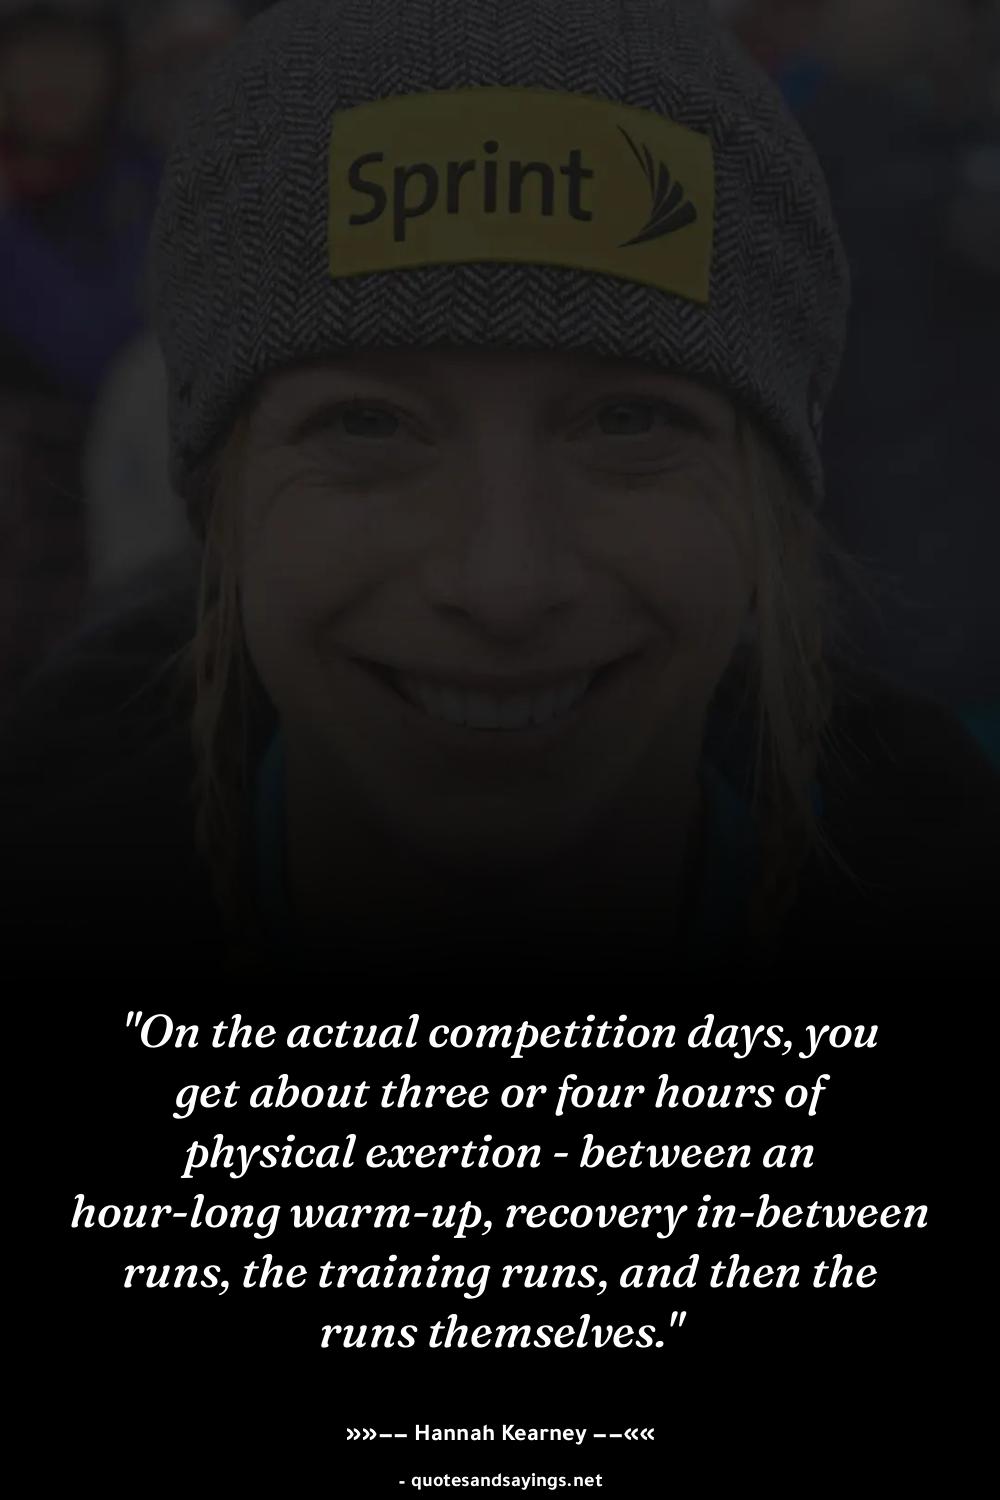 Sprint
"On the actual competition days, you
get about three or four hours of
physical exertion - between an
hour-long warm-up, recovery in-between
runs, the training runs, and then the
runs themselves."
»»–– Hannah Kearney ––««
- quotesandsayings.net